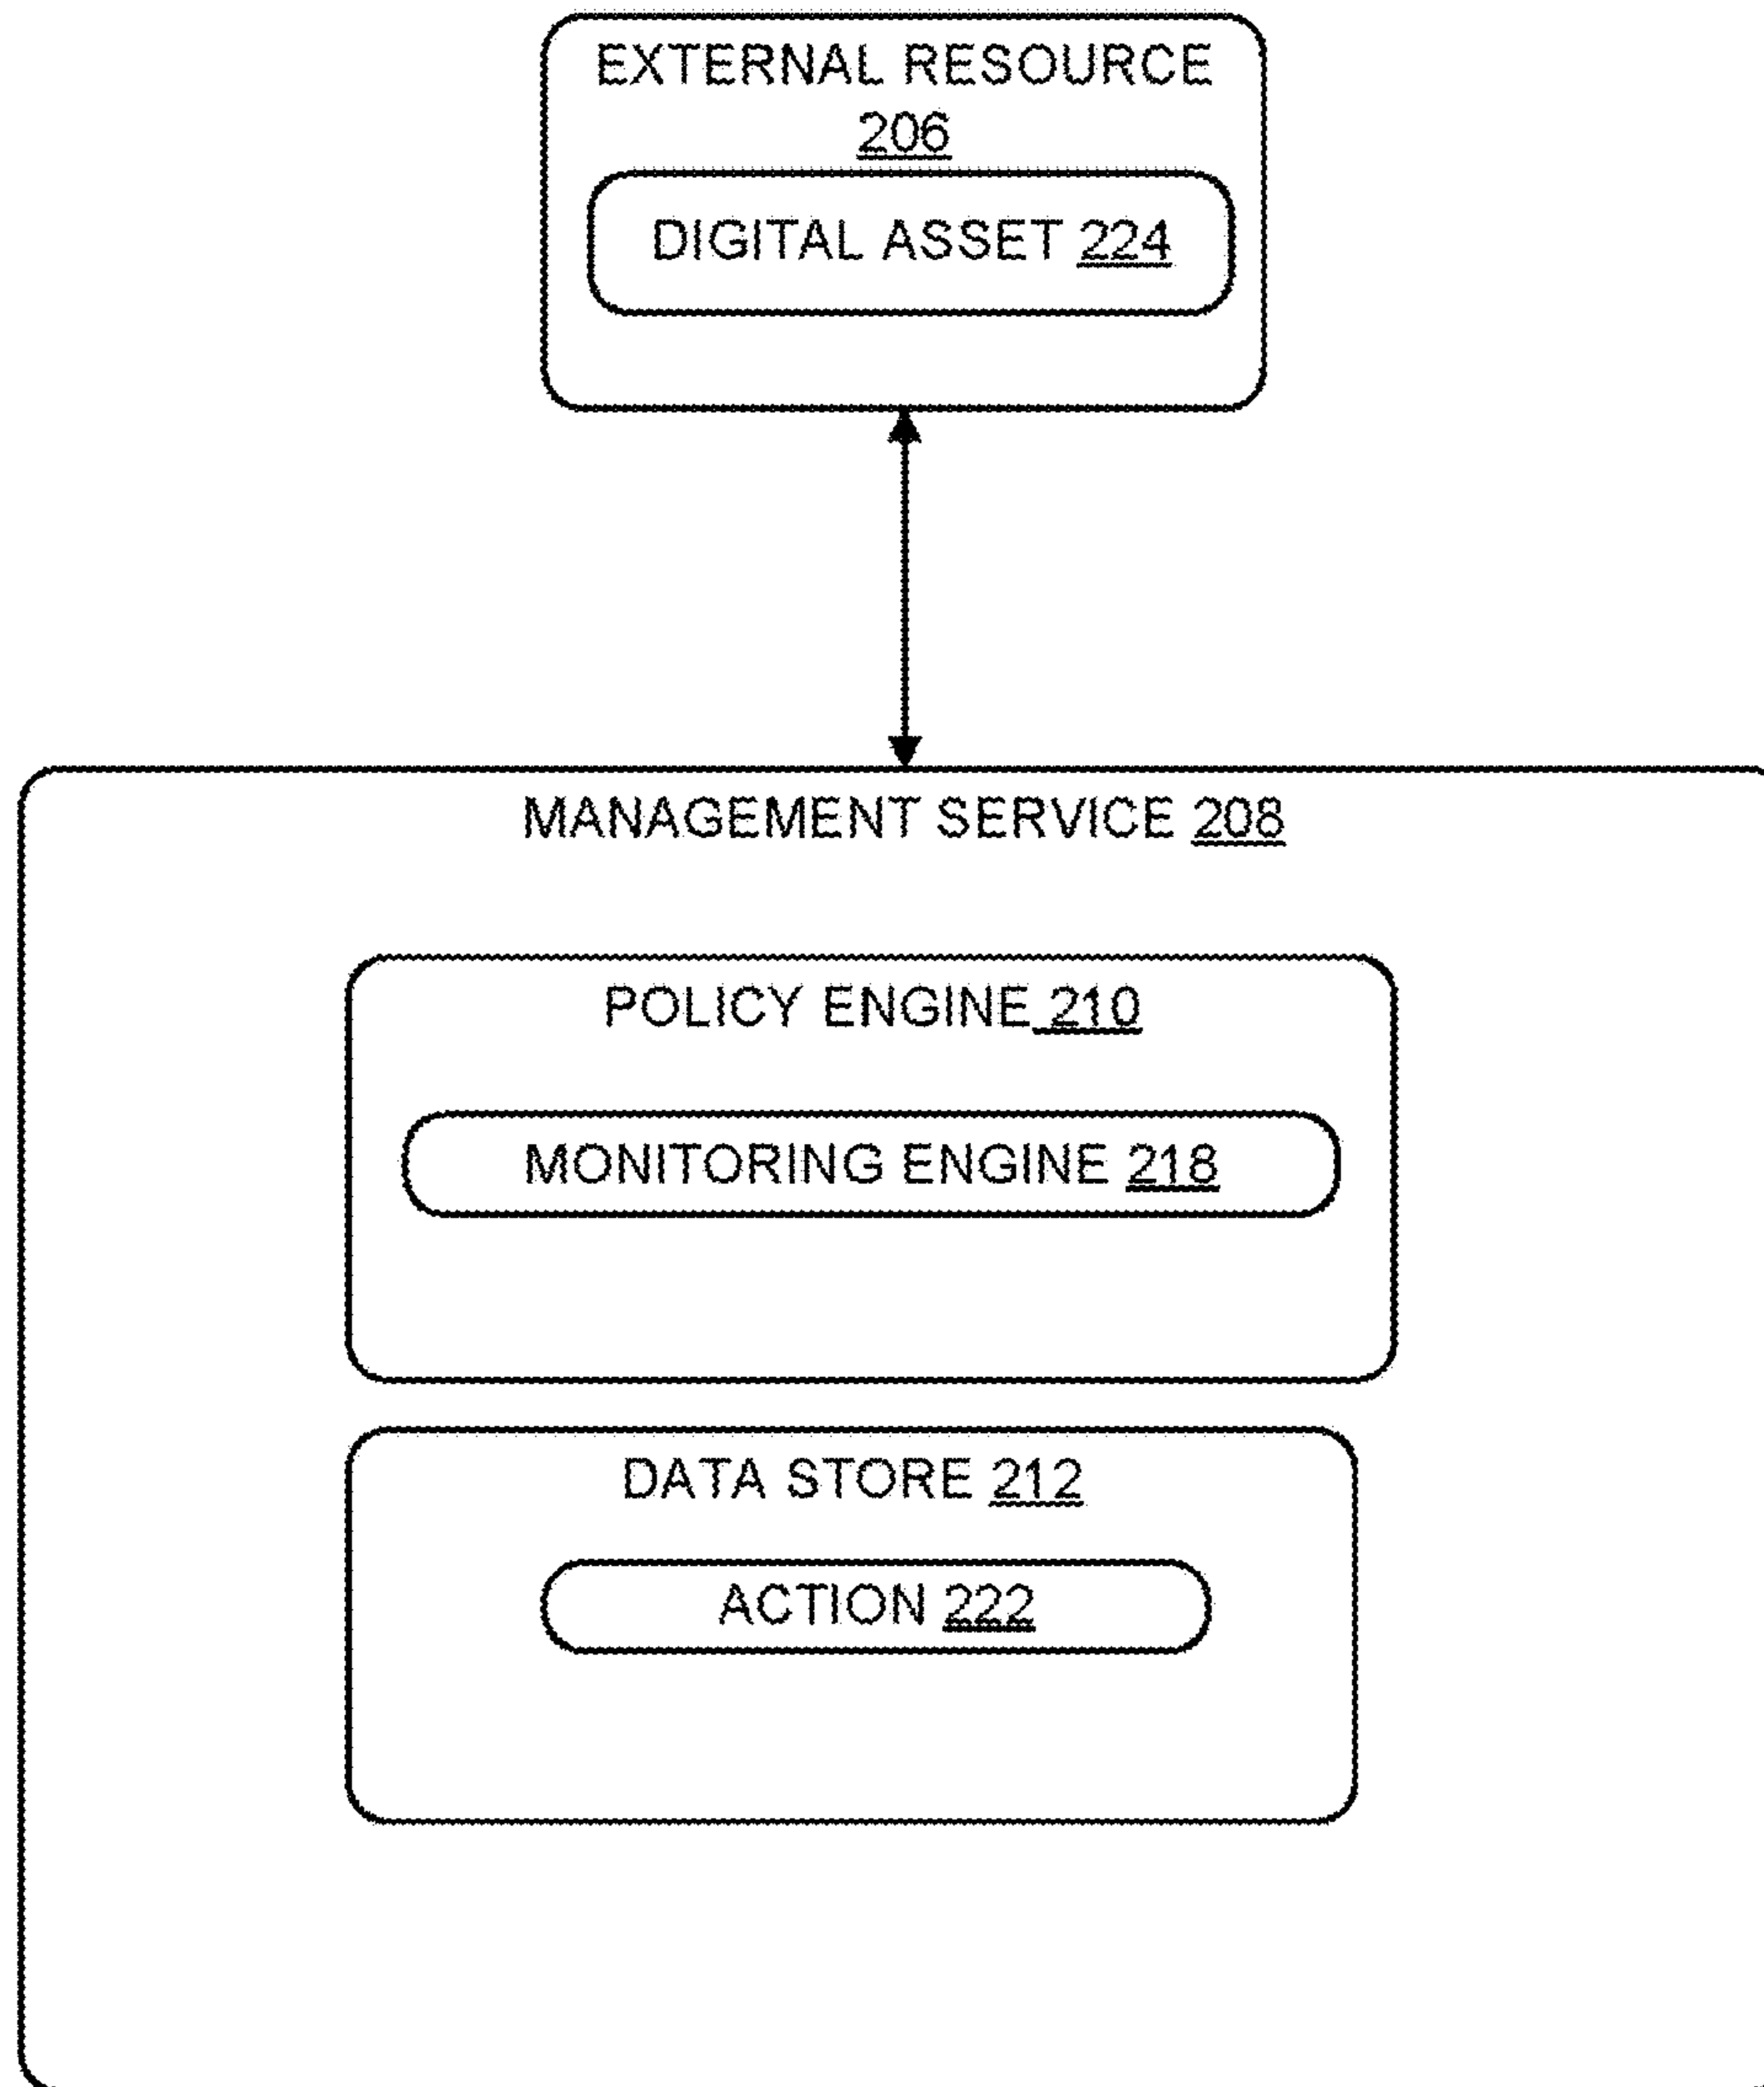 EXTERNAL RESOURCE
206
DIGITAL ASSET 224
MANAGEMENT SERVICE 208
POLICY ENGINE 210
MONITORING ENGINE 218
DATA STORE 212
ACTION 222